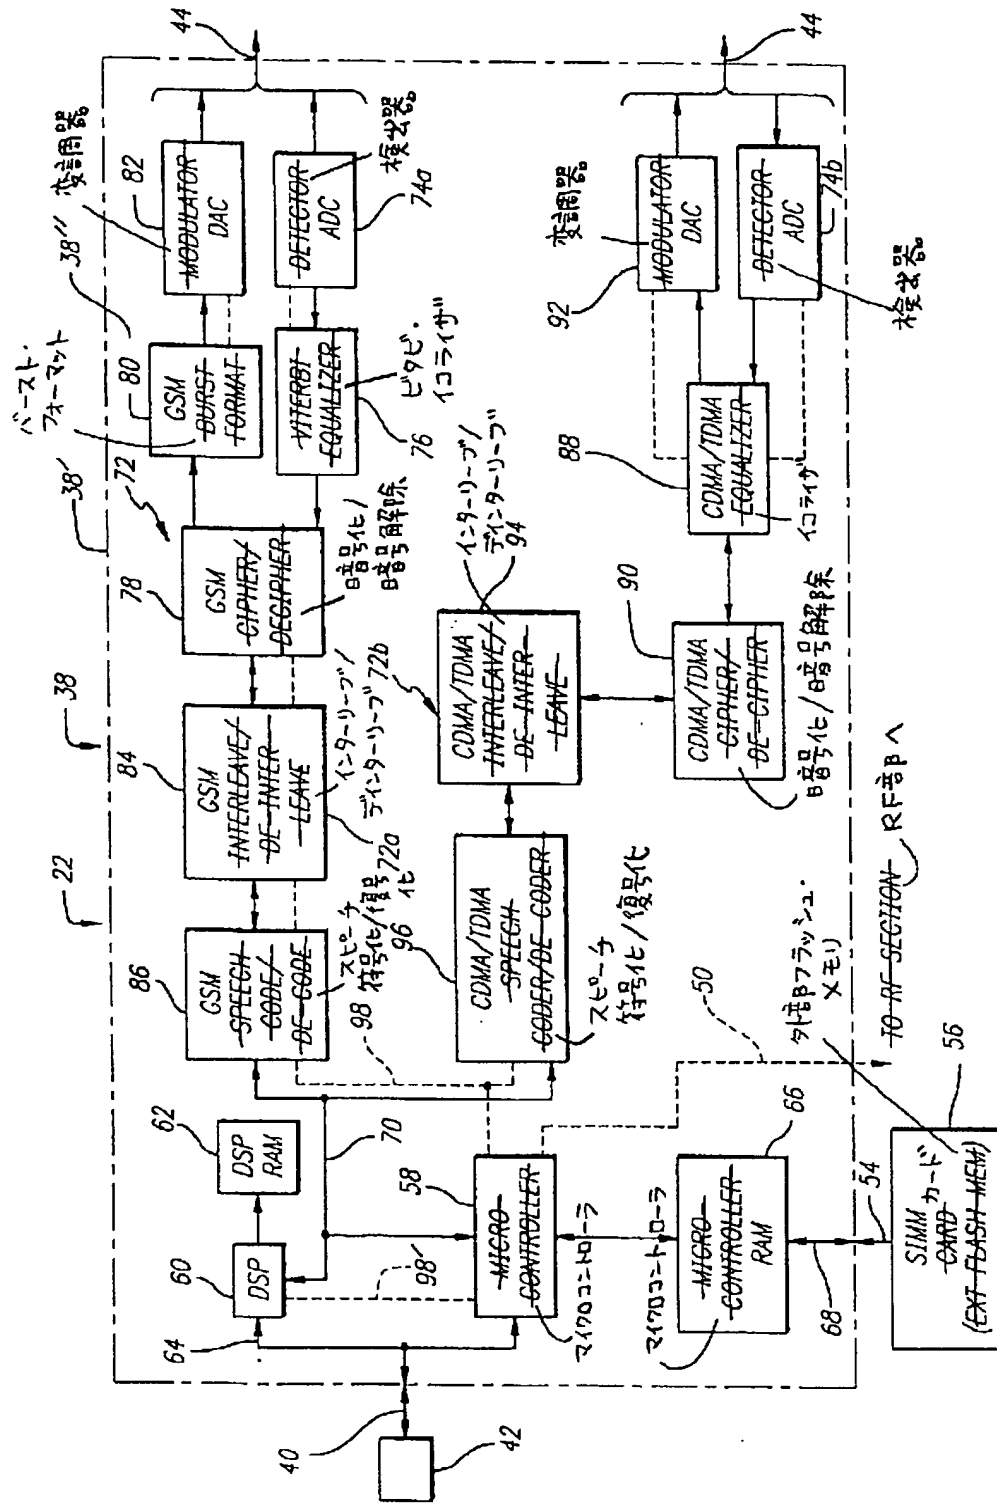 22
38
38'
38''
44
86
GSM
SPEECH
CODE/
DE-CODE
スピーチ
符号化/復号
化
84
GSM
INTERLEAVE/
DE-INTER
LEAVE
インターリーブ/
ディンターリーブ
72a
78
GSM
CIPHER/
DECIPHER
暗号化/
暗号解除
72
80
GSM
BURST
FORMAT
バースト・
フォーマット
82
MODULATOR
DAC
変調器
VITERBI
EQUALIZER
ビタビ・
イコライザ
76
DETECTOR
ADC
検出器
74a
60
DSP
62
DSP
RAM
64
70
98
98'
40
42
58
MICRO-
CONTROLLER
マイクロコントローラ
96
CDMA/TDMA
SPEECH
CODER/DE-CODER
スピーチ
符号化/復号化
72b
CDMA/TDMA
INTERLEAVE/
DE-INTER-
LEAVE
インターリーブ/
ディンターリーブ
94
90
CDMA/TDMA
CIPHER/
DE-CIPHER
暗号化/暗号解除
88
CDMA/TDMA
EQUALIZER
イコライザ
92
MODULATOR
DAC
変調器
DETECTOR
ADC
検出器
74b
44
66
MICRO-
CONTROLLER
RAM
マイクロコントローラ
50
68
54
TO RF SECTION
RF部へ
56
SIMM
CARD
カード
(EXT FLASH MEM)
外部フラッシュ・
メモリ